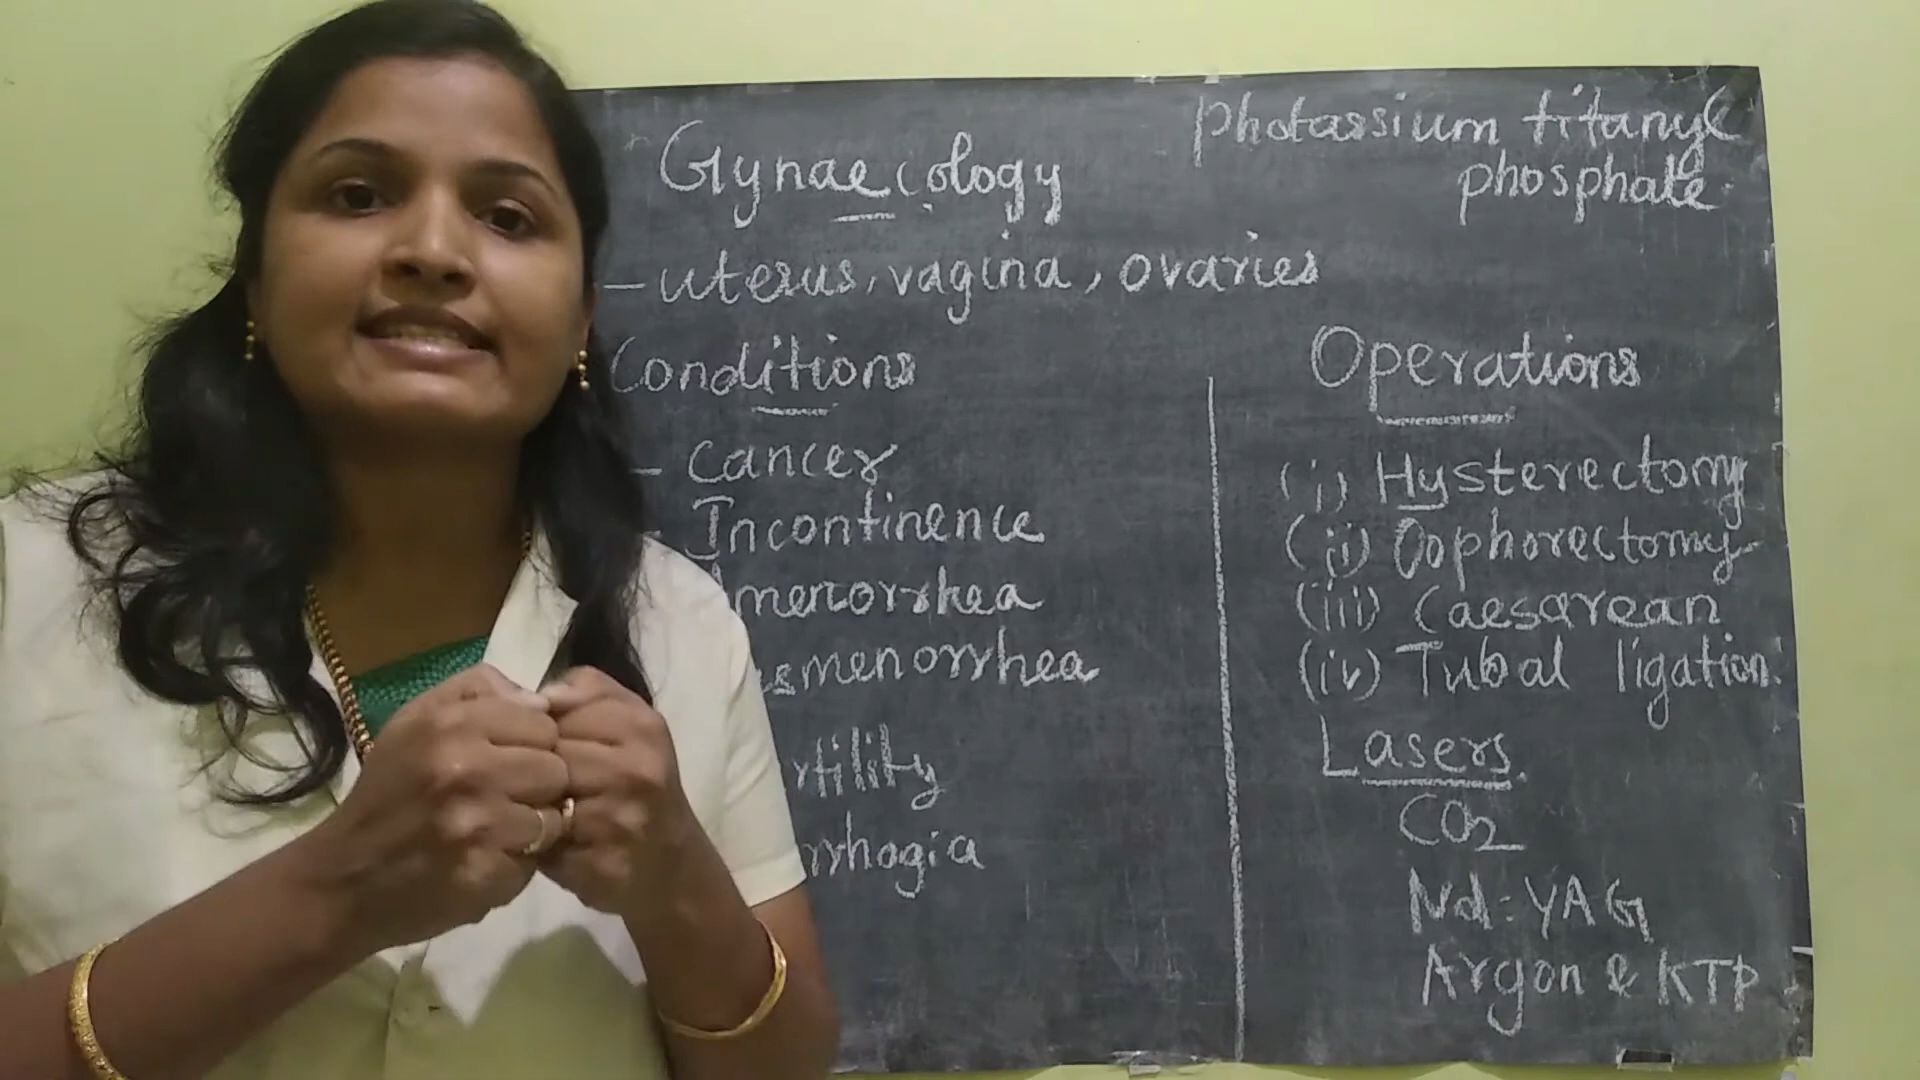 Gynaecology
photassium titanyl
phosphate
- uterus, vagina, ovaries
Conditions
- Cancer
- Incontinence
menorrhea
smenorrhea
rtility
rrhagia
Operations
(i) Hysterectomy
(ii) Oophorectomy
(iii) Caesarean
(iv) Tubal ligation.
Lasers
CO2
Nd:YAG
Argon & KTP